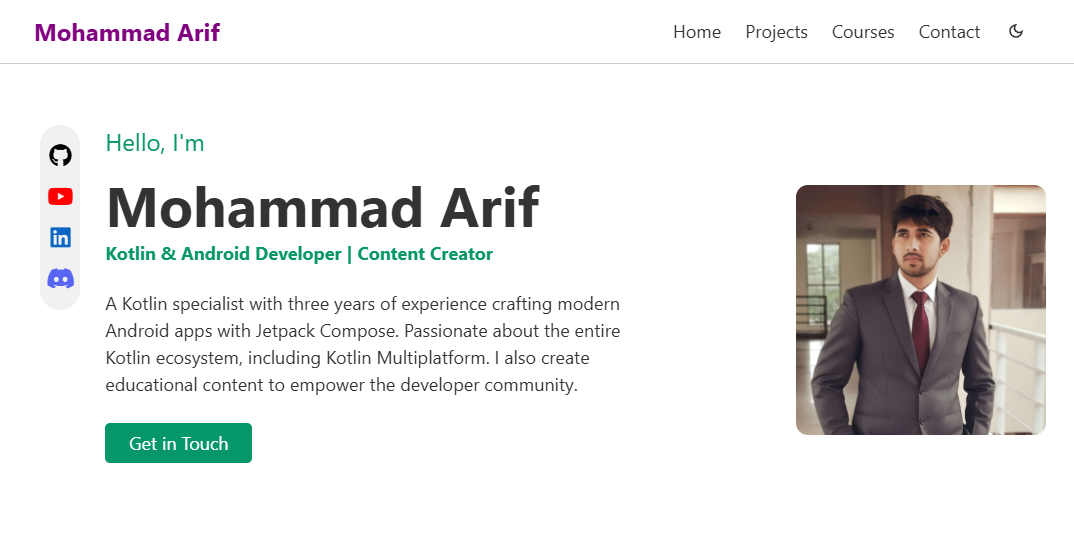 Mohammad Arif
Home Projects Courses Contact
Hello, I'm
Mohammad Arif
Kotlin & Android Developer | Content Creator
A Kotlin specialist with three years of experience crafting modern
Android apps with Jetpack Compose. Passionate about the entire
Kotlin ecosystem, including Kotlin Multiplatform. I also create
educational content to empower the developer community.
Get in Touch